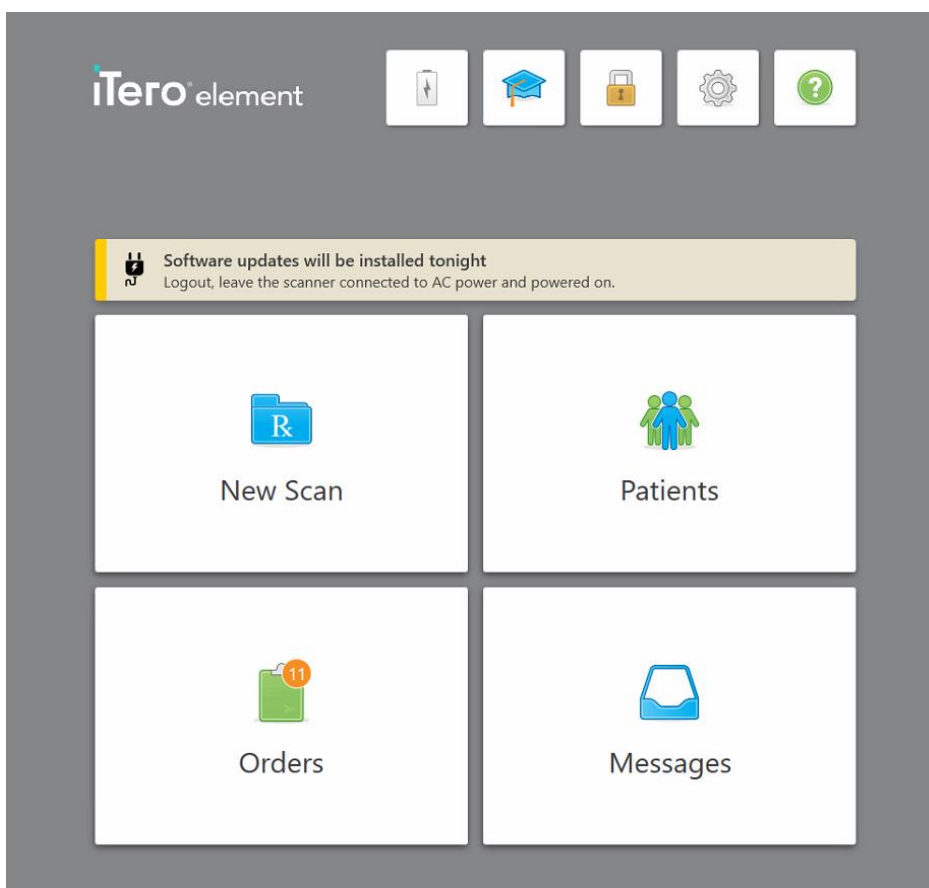 iTero® element
?
Software updates will be installed tonight
Logout, leave the scanner connected to AC power and powered on.
Rx
New Scan
Patients
11
Orders
Messages